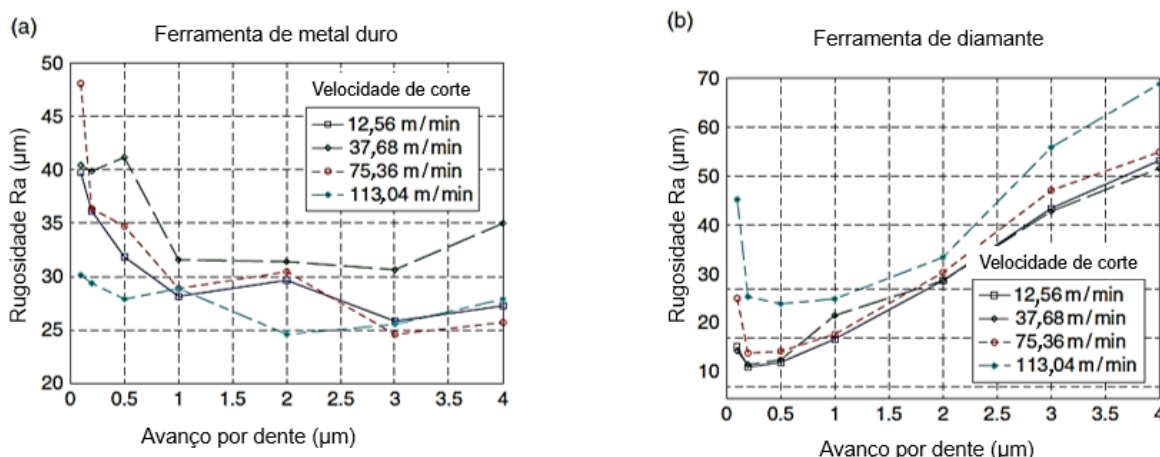 (a)
Ferramenta de metal duro
50
45
40
35
30
25
20
Rugosidade Ra (μm)
Velocidade de corte
12,56 m/min
37,68 m/min
75,36 m/min
113,04 m/min
0 0.5 1 1.5 2 2.5 3 3.5 4
Avanço por dente (μm)
(b)
Ferramenta de diamante
70
60
50
40
30
20
10
Rugosidade Ra (μm)
Velocidade de corte
12,56 m/min
37,68 m/min
75,36 m/min
113,04 m/min
0 0.5 1 1.5 2 2.5 3 3.5 4
Avanço por dente (μm)